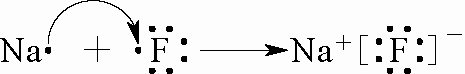 Na· + ·F: ⟶ Na⁺[:F:]⁻